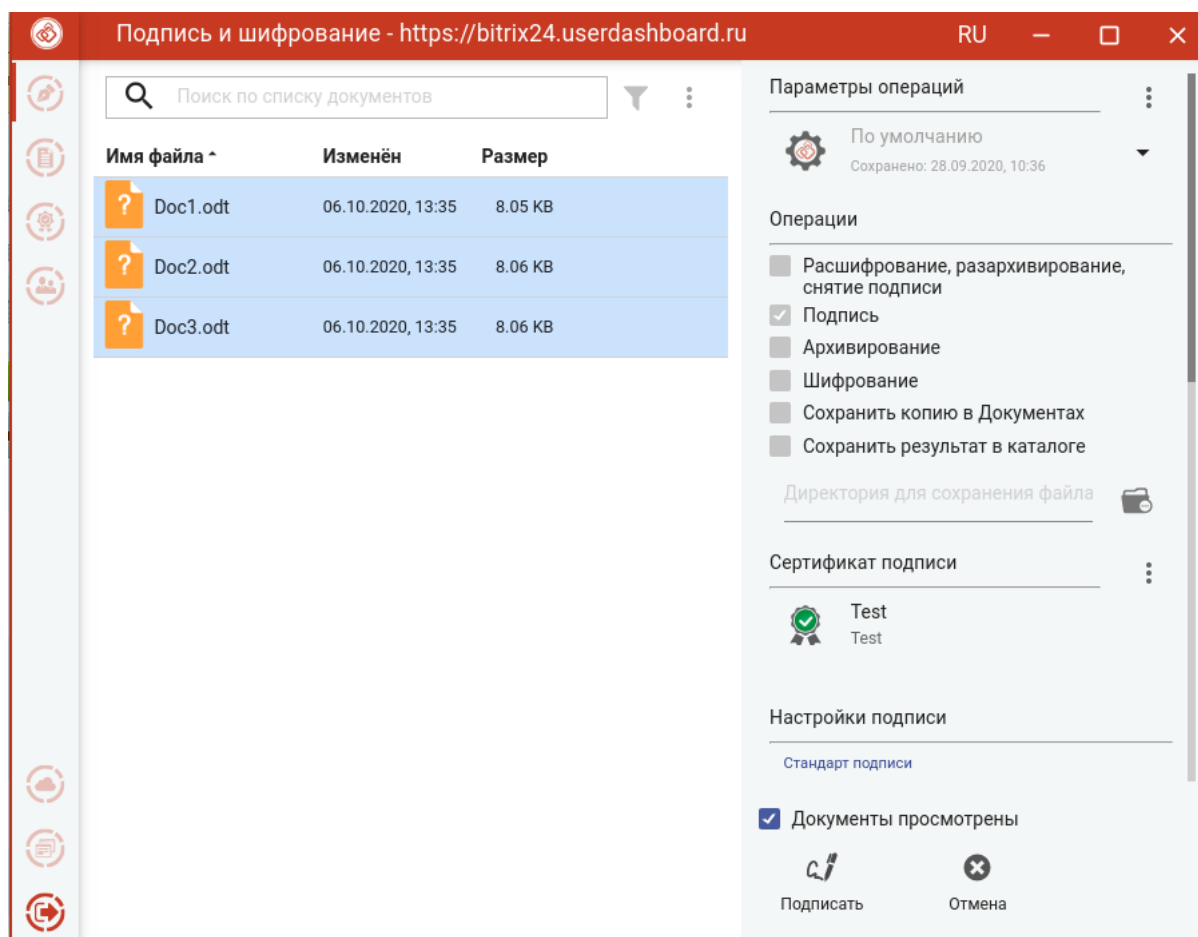 Подпись и шифрование - https://bitrix24.userdashboard.ru
RU
Поиск по списку документов
Имя файла Изменён Размер
? Doc1.odt 06.10.2020, 13:35 8.05 KB
? Doc2.odt 06.10.2020, 13:35 8.06 KB
? Doc3.odt 06.10.2020, 13:35 8.06 KB
Параметры операций
По умолчанию
Сохранено: 28.09.2020, 10:36
Операции
Расшифрование, разархивирование,
снятие подписи
Подпись
Архивирование
Шифрование
Сохранить копию в Документах
Сохранить результат в каталоге
Директория для сохранения файла
Сертификат подписи
Test
Test
Настройки подписи
Стандарт подписи
Документы просмотрены
Подписать Отмена